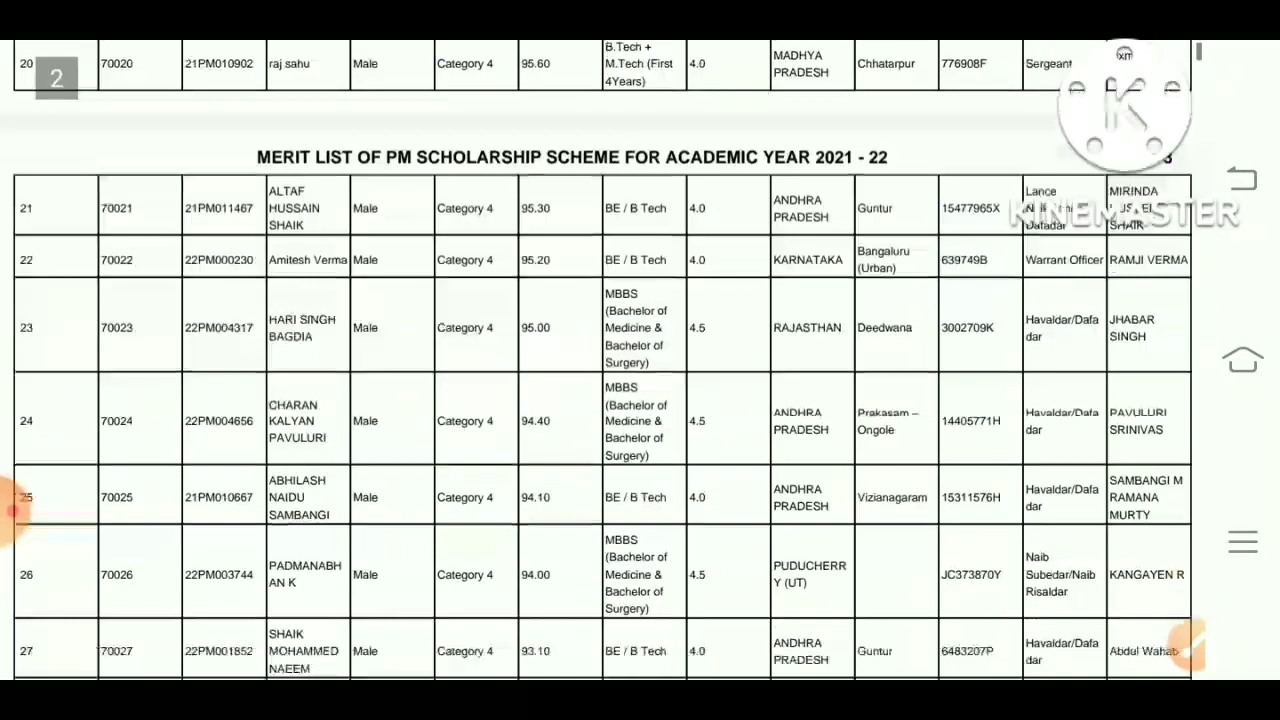 20 70020 21PM010902 raj sahu Male Category 4 95.60 B.Tech + M.Tech (First 4Years) 4.0 MADHYA PRADESH Chhatarpur 776908F Sergeant
2
MERIT LIST OF PM SCHOLARSHIP SCHEME FOR ACADEMIC YEAR 2021 - 22 3
21 70021 21PM011467 ALTAF HUSSAIN SHAIK Male Category 4 95.30 BE / B Tech 4.0 ANDHRA PRADESH Guntur 15477965X Lance Dafadar MIRINDA SHAIK
KINEMASTER
22 70022 22PM000230 Amitesh Verma Male Category 4 95.20 BE / B Tech 4.0 KARNATAKA Bangaluru (Urban) 639749B Warrant Officer RAMJI VERMA
23 70023 22PM004317 HARI SINGH BAGDIA Male Category 4 95.00 MBBS (Bachelor of Medicine & Bachelor of Surgery) 4.5 RAJASTHAN Deedwana 3002709K Havaldar/Dafadar JHABAR SINGH
24 70024 22PM004656 CHARAN KALYAN PAVULURI Male Category 4 94.40 MBBS (Bachelor of Medicine & Bachelor of Surgery) 4.5 ANDHRA PRADESH Prakasam – Ongole 14405771H Havaldar/Dafadar PAVULURI SRINIVAS
25 70025 21PM010667 ABHILASH NAIDU SAMBANGI Male Category 4 94.10 BE / B Tech 4.0 ANDHRA PRADESH Vizianagaram 15311576H Havaldar/Dafadar SAMBANGI M RAMANA MURTY
26 70026 22PM003744 PADMANABHAN K Male Category 4 94.00 MBBS (Bachelor of Medicine & Bachelor of Surgery) 4.5 PUDUCHERRY (UT) JC373870Y Naib Subedar/Naib Risaldar KANGAYEN R
27 70027 22PM001852 SHAIK MOHAMMED NAEEM Male Category 4 93.10 BE / B Tech 4.0 ANDHRA PRADESH Guntur 6483207P Havaldar/Dafadar Abdul Wahab